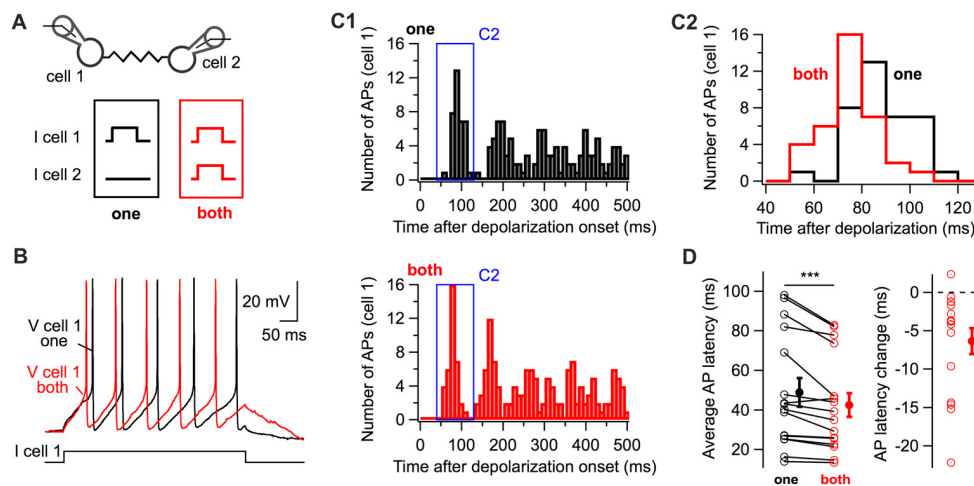 A
cell 1
cell 2
I cell 1
I cell 2
one
both
B
V cell 1
one
V cell 1
both
20 mV
50 ms
I cell 1
C1
one
C2
Number of APs (cell 1)
16
12
8
4
0
0 100 200 300 400 500
Time after depolarization onset (ms)
both
C2
Number of APs (cell 1)
16
12
8
4
0
0 100 200 300 400 500
Time after depolarization onset (ms)
C2
both
one
Number of APs (cell 1)
16
12
8
4
0
40 60 80 100 120
Time after depolarization (ms)
D
***
Average AP latency (ms)
100
80
60
40
20
one
both
AP latency change (ms)
0
-5
-10
-15
-20